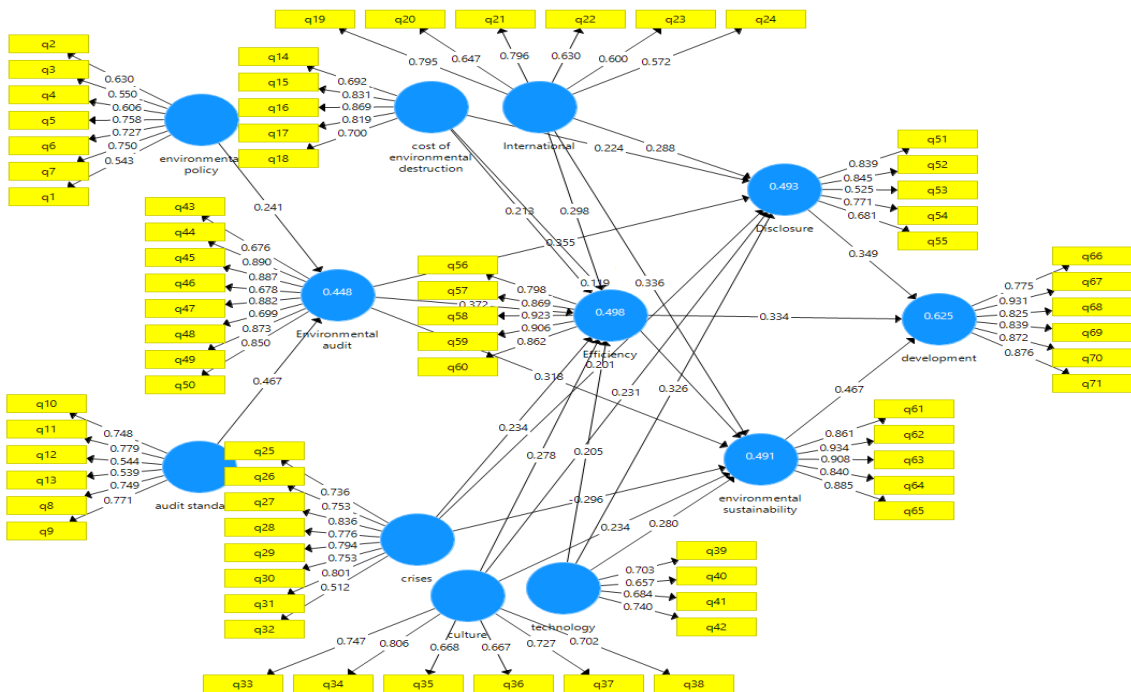 q19
q20
q21
q22
q23
q24
0.795
0.647
0.796
0.630
0.600
0.572
q2
q3
q4
q5
q6
q7
q1
0.630
0.550
0.606
0.758
0.727
0.750
0.543
environmental
policy
q14
q15
q16
q17
q18
0.692
0.831
0.869
0.819
0.700
cost of
environmental
destruction
International
0.224
0.288
0.241
0.213
0.298
0.355
0.119
0.336
0.493
Disclosure
q51
q52
q53
q54
q55
0.839
0.845
0.525
0.771
0.681
0.349
q43
q44
q45
q46
q47
q48
q49
q50
0.676
0.890
0.887
0.678
0.882
0.699
0.873
0.850
0.448
Environmental
audit
0.372
q56
q57
q58
q59
q60
0.798
0.869
0.923
0.906
0.862
0.498
Efficiency
0.334
0.625
development
q66
q67
q68
q69
q70
q71
0.775
0.931
0.825
0.839
0.872
0.876
0.467
0.318
0.201
0.231
0.326
0.467
q10
q11
q12
q13
q8
q9
0.748
0.779
0.544
0.539
0.749
0.771
audit standa
0.234
0.278
0.205
q25
q26
q27
q28
q29
q30
q31
q32
0.736
0.753
0.836
0.776
0.794
0.753
0.801
0.512
crises
-0.296
0.234
0.280
0.491
environmental
sustainability
q61
q62
q63
q64
q65
0.861
0.934
0.908
0.840
0.885
culture
technology
q39
q40
q41
q42
0.703
0.657
0.684
0.740
0.747
0.806
0.668
0.667
0.727
0.702
q33
q34
q35
q36
q37
q38